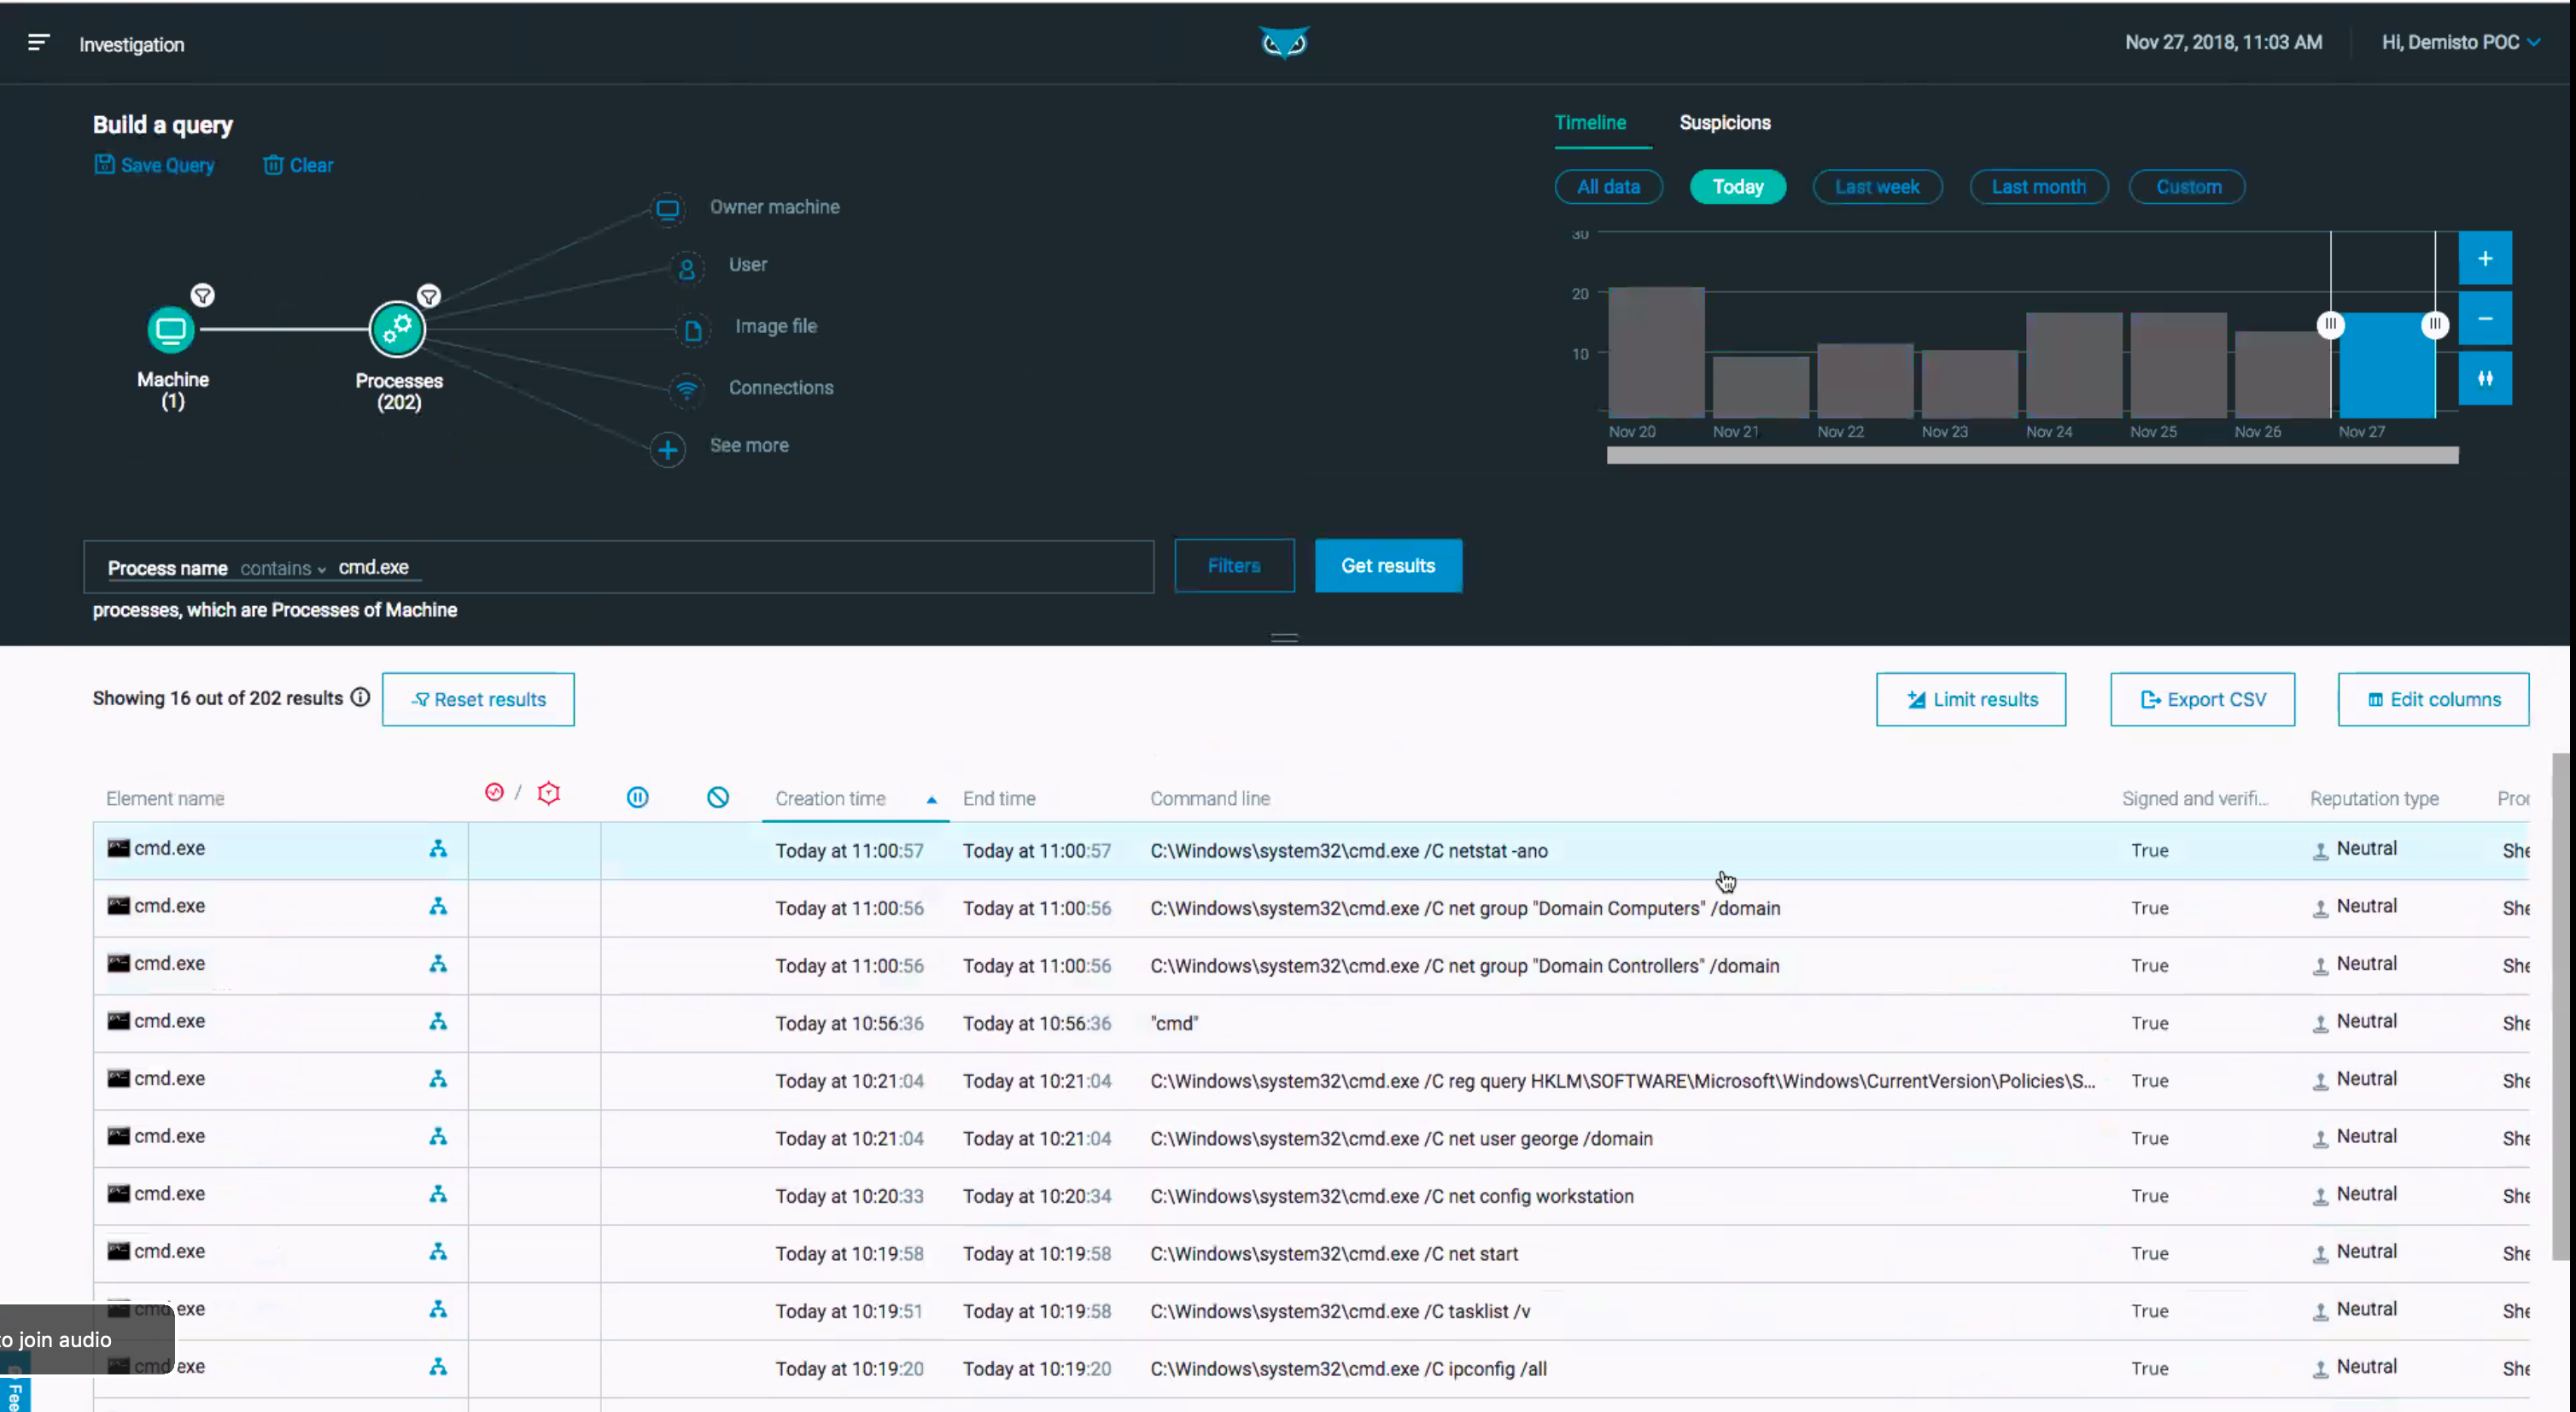 Investigation
Nov 27, 2018, 11:03 AM
Hi, Demisto POC
Build a query
Save Query
Clear
Timeline
Suspicions
All data
Today
Last week
Last month
Custom
Owner machine
User
Image file
Connections
See more
Machine
(1)
Processes
(202)
30
20
10
Nov 20
Nov 21
Nov 22
Nov 23
Nov 24
Nov 25
Nov 26
Nov 27
Process name contains cmd.exe
Filters
Get results
processes, which are Processes of Machine
Showing 16 out of 202 results
Reset results
Limit results
Export CSV
Edit columns
Element name / Creation time End time Command line Signed and verifi... Reputation type
cmd.exe Today at 11:00:57 Today at 11:00:57 C:\Windows\system32\cmd.exe /C netstat -ano True Neutral She
cmd.exe Today at 11:00:56 Today at 11:00:56 C:\Windows\system32\cmd.exe /C net group "Domain Computers" /domain True Neutral She
cmd.exe Today at 11:00:56 Today at 11:00:56 C:\Windows\system32\cmd.exe /C net group "Domain Controllers" /domain True Neutral She
cmd.exe Today at 10:56:36 Today at 10:56:36 "cmd" True Neutral She
cmd.exe Today at 10:21:04 Today at 10:21:04 C:\Windows\system32\cmd.exe /C reg query HKLM\SOFTWARE\Microsoft\Windows\CurrentVersion\Policies\S... True Neutral She
cmd.exe Today at 10:21:04 Today at 10:21:04 C:\Windows\system32\cmd.exe /C net user george /domain True Neutral She
cmd.exe Today at 10:20:33 Today at 10:20:34 C:\Windows\system32\cmd.exe /C net config workstation True Neutral She
cmd.exe Today at 10:19:58 Today at 10:19:58 C:\Windows\system32\cmd.exe /C net start True Neutral She
cmd.exe Today at 10:19:51 Today at 10:19:58 C:\Windows\system32\cmd.exe /C tasklist /v True Neutral She
to join audio
cmd.exe Today at 10:19:20 Today at 10:19:20 C:\Windows\system32\cmd.exe /C ipconfig /all True Neutral She
Fee